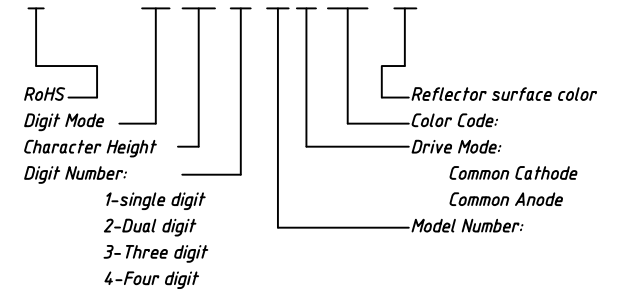 RoHS
Digit Mode
Character Height
Digit Number:
1-single digit
2-Dual digit
3-Three digit
4-Four digit
Reflector surface color
Color Code:
Drive Mode:
Common Cathode
Common Anode
Model Number: